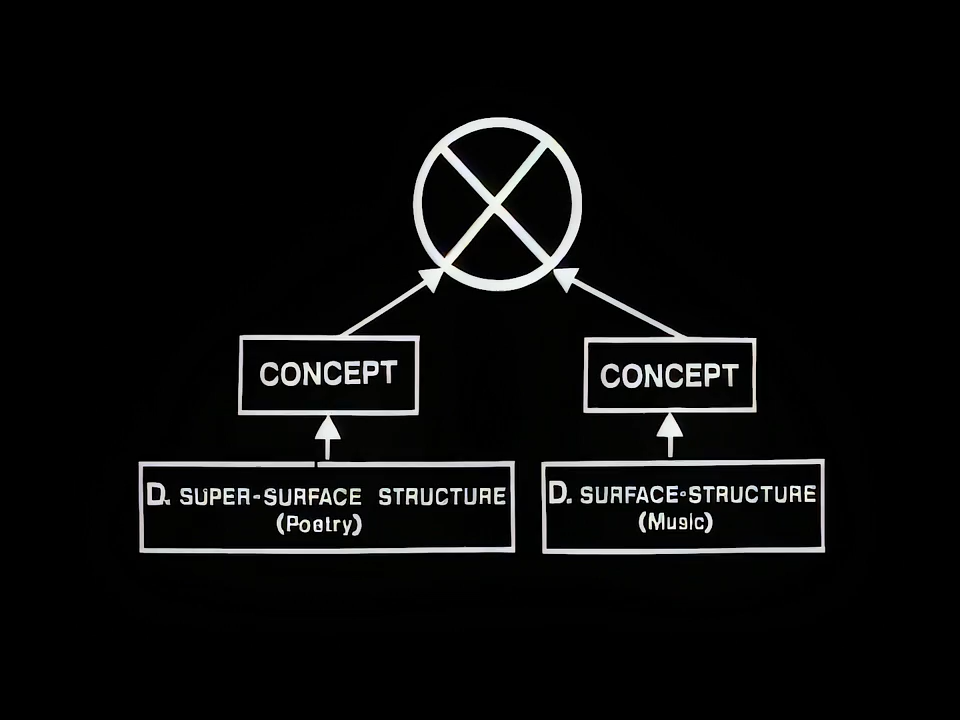 CONCEPT
CONCEPT
D. SUPER-SURFACE STRUCTURE
(Poetry)
D. SURFACE-STRUCTURE
(Music)